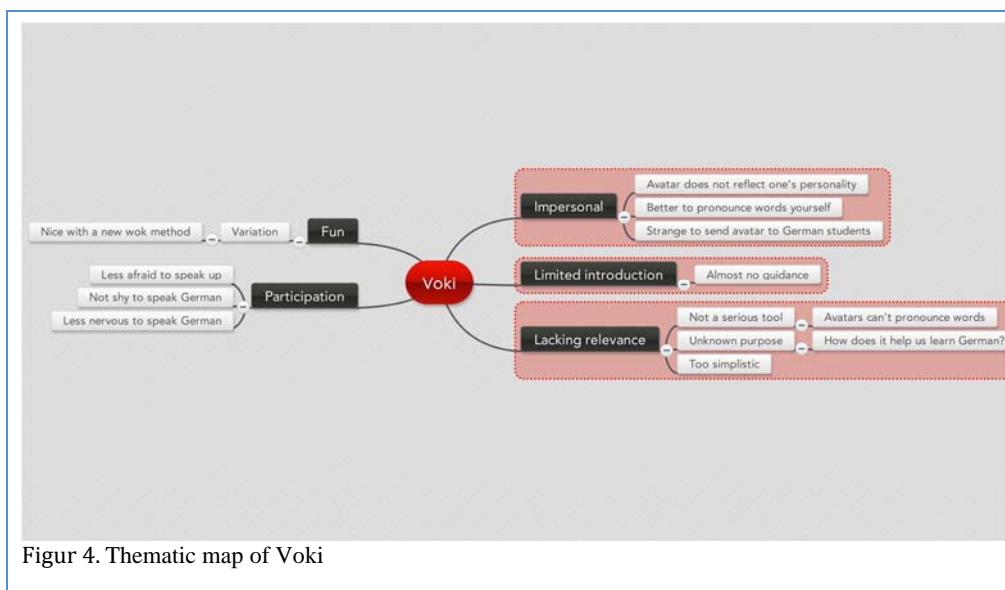 Nice with a new wok method
Variation
Fun
Less afraid to speak up
Not shy to speak German
Less nervous to speak German
Participation
Voki
Impersonal
Avatar does not reflect one's personality
Better to pronounce words yourself
Strange to send avatar to German students
Limited introduction
Almost no guidance
Lacking relevance
Not a serious tool
Avatars can't pronounce words
Unknown purpose
How does it help us learn German?
Too simplistic
Figur 4. Thematic map of Voki